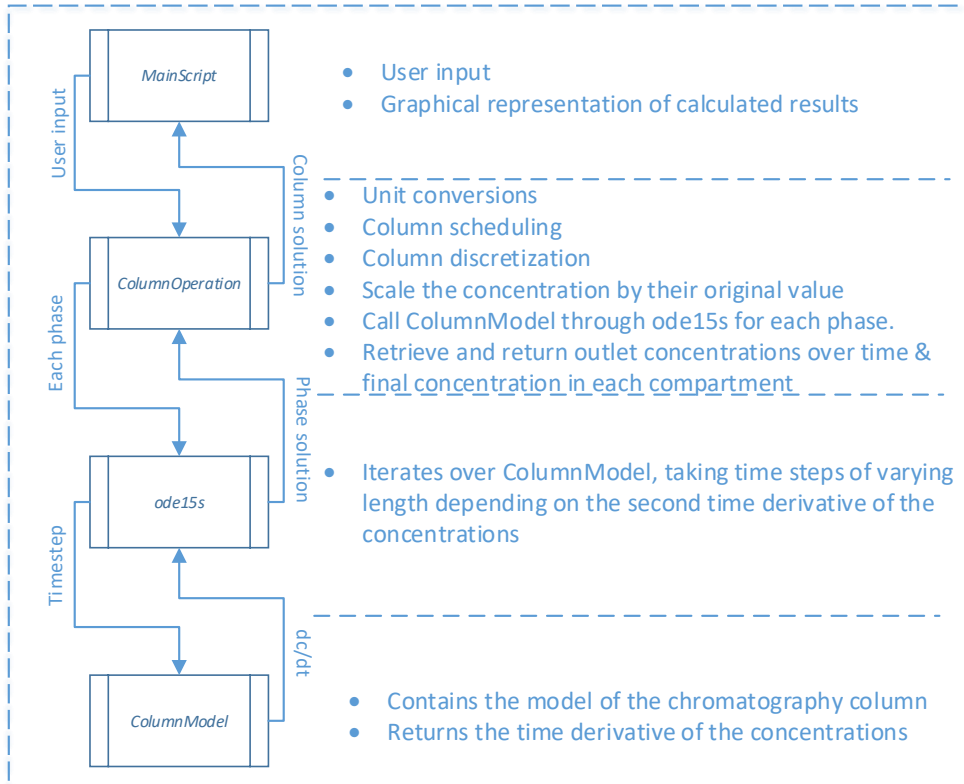 MainScript
• User input
• Graphical representation of calculated results
User input
Column solution
• Unit conversions
• Column scheduling
• Column discretization
• Scale the concentration by their original value
• Call ColumnModel through ode15s for each phase.
• Retrieve and return outlet concentrations over time &
final concentration in each compartment
ColumnOperation
Each phase
Phase solution
• Iterates over ColumnModel, taking time steps of varying
length depending on the second time derivative of the
concentrations
ode15s
Timestep
dc/dt
• Contains the model of the chromatography column
• Returns the time derivative of the concentrations
ColumnModel